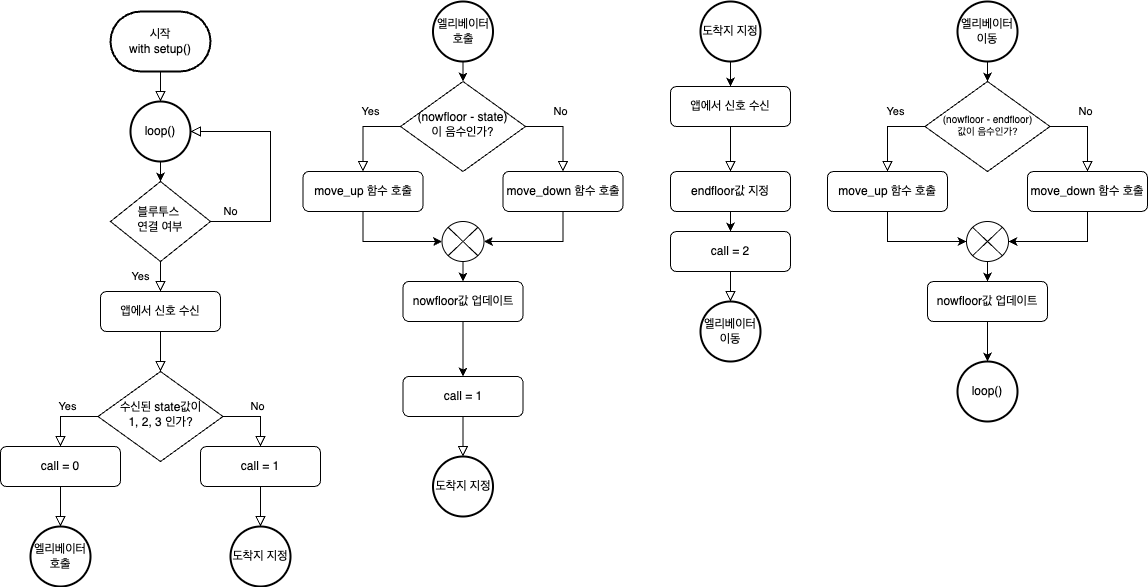 시작
with setup()
loop()
블루투스
연결 여부
No
Yes
앱에서 신호 수신
수신된 state값이
1, 2, 3 인가?
Yes
No
call = 0
call = 1
엘리베이터
호출
도착지 지정
엘리베이터
호출
(nowfloor - state)
이 음수인가?
Yes
No
move_up 함수 호출
move_down 함수 호출
nowfloor값 업데이트
call = 1
도착지 지정
도착지 지정
앱에서 신호 수신
endfloor값 지정
call = 2
엘리베이터
이동
엘리베이터
이동
(nowfloor - endfloor)
값이 음수인가?
Yes
No
move_up 함수 호출
move_down 함수 호출
nowfloor값 업데이트
loop()